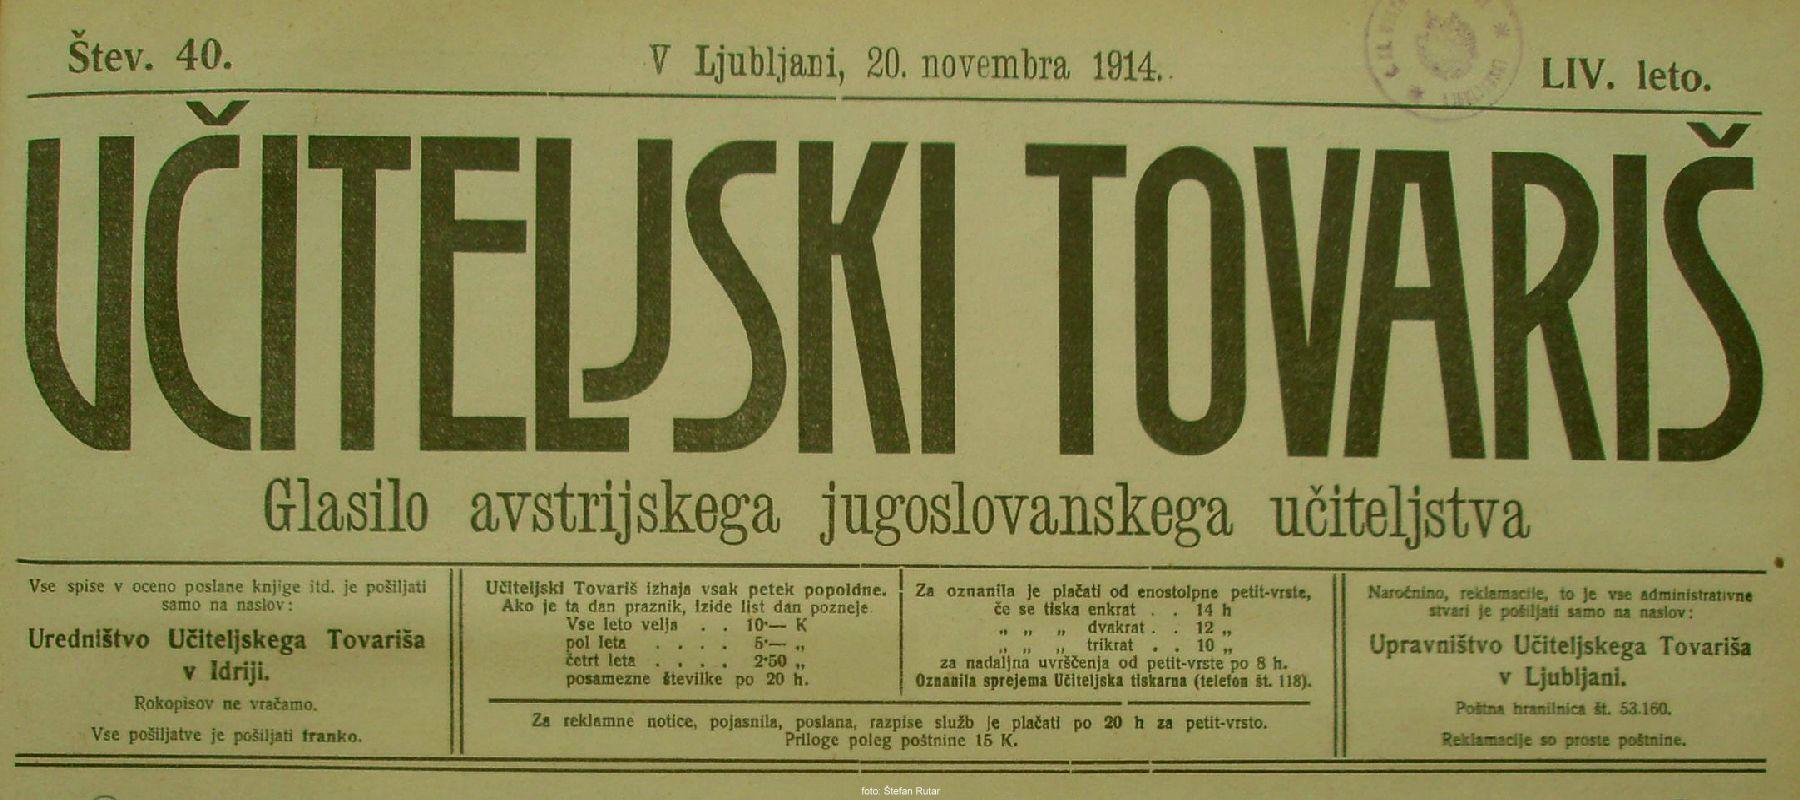 Štev. 40.
V Ljubljani, 20. novembra 1914.
LIV. leto.
UČITELJSKI TOVARIŠ
Glasilo avstrijskega jugoslovanskega učiteljstva
Vse spise v oceno poslane knjige itd. je pošiljati
samo na naslov:
Uredništvo Učiteljskega Tovariša
v Idriji.
Rokopisov ne vračamo.
Vse pošiljatve je pošiljati franko.
Učiteljski Tovariš izhaja vsak petek popoldne.
Ako je ta dan praznik, izide list dan pozneje.
Vse leto velja . . 10·— K
pol leta . . . . 5·— „
četrt leta . . . . 2·50 „
posamezne številke po 20 h.
Za oznanila je plačati od enostolpne petit-vrste,
če se tiska enkrat . . 14 h
„ „ „ dvakrat . . 12 „
„ „ „ trikrat . . 10 „
za nadaljna uvrščenja od petit-vrste po 8 h.
Oznanila sprejema Učiteljska tiskarna (telefon št. 118).
Za reklamne notice, pojasnila, poslana, razpise služb je plačati po 20 h za petit-vrsto.
Priloge poleg poštnine 15 K.
Naročnino, reklamacije, to je vse administrativne
stvari je pošiljati samo na naslov:
Upravništvo Učiteljskega Tovariša
v Ljubljani.
Poštna hranilnica št. 53.160.
Reklamacije so proste poštnine.
foto: Štefan Rutar